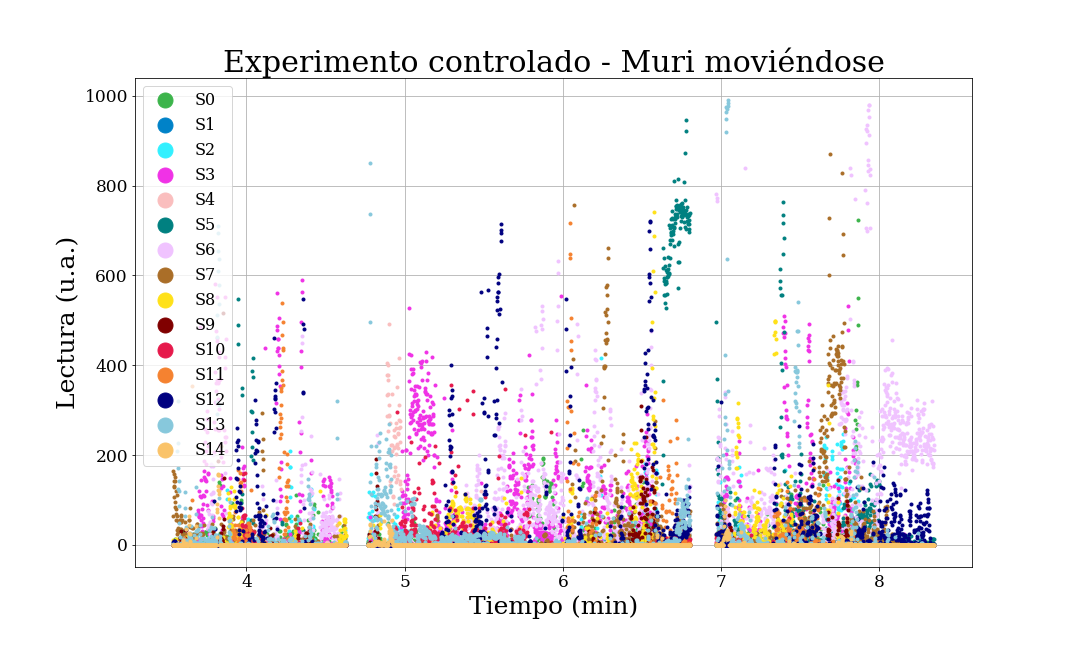 Experimento controlado - Muri moviéndose
Lectura (u.a.)
1000
800
600
400
200
0
S0
S1
S2
S3
S4
S5
S6
S7
S8
S9
S10
S11
S12
S13
S14
4
5
6
7
8
Tiempo (min)